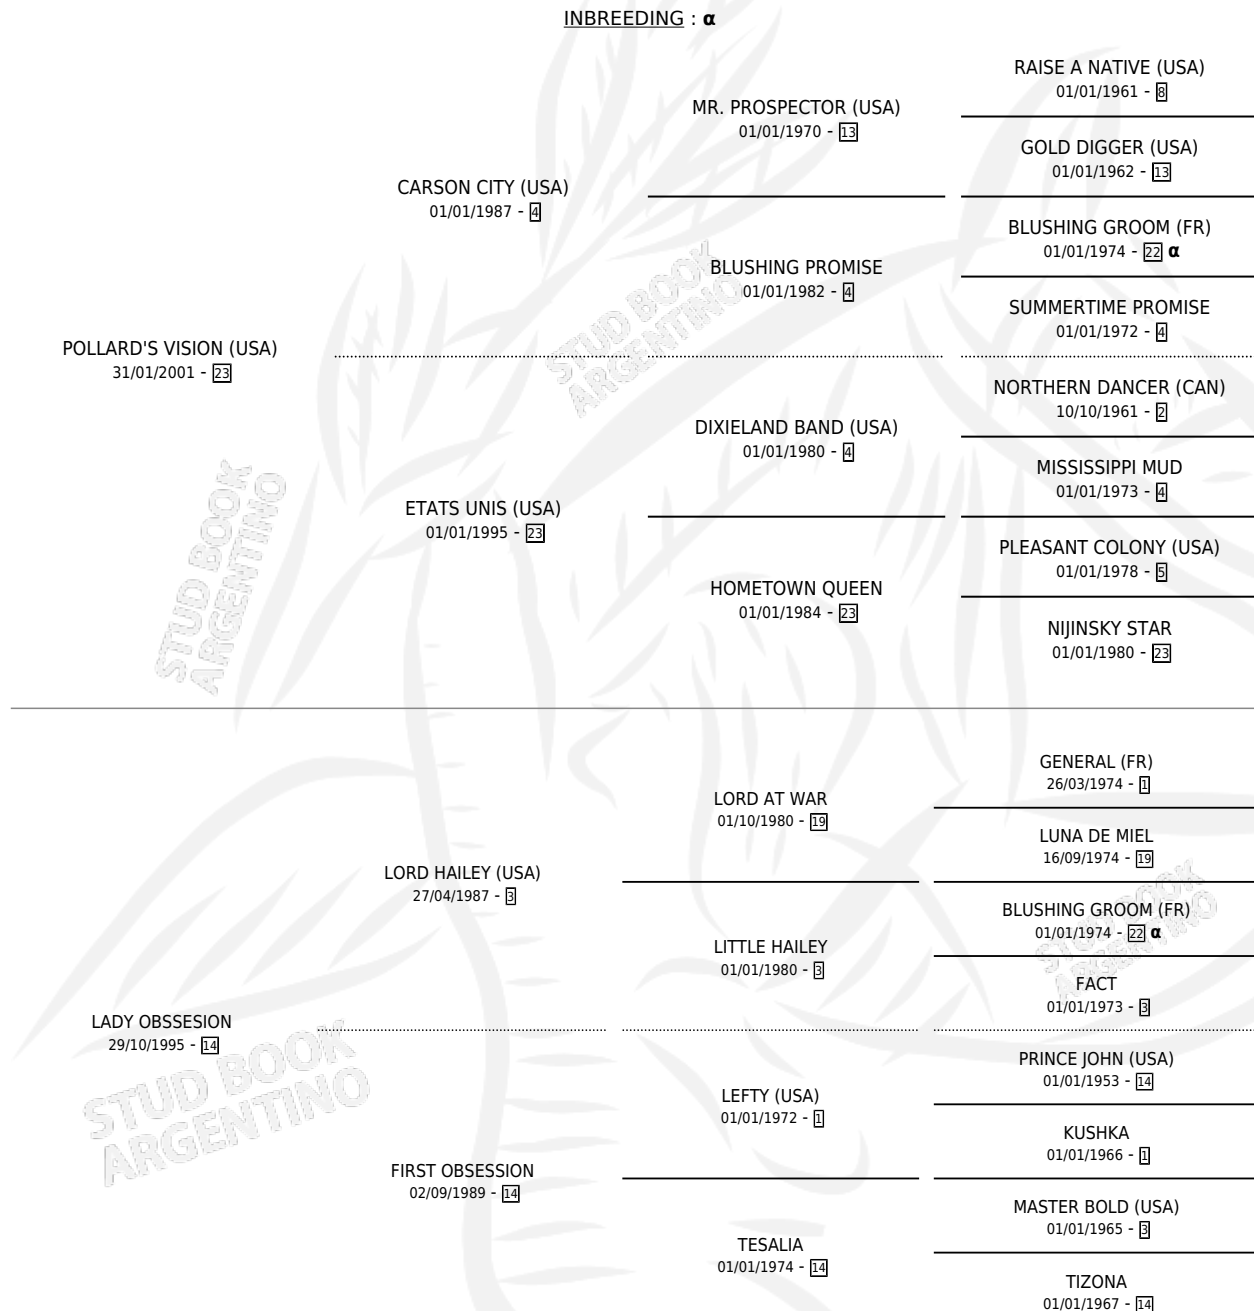 INBREEDING : α
RAISE A NATIVE (USA)
01/01/1961 - 8
MR. PROSPECTOR (USA)
01/01/1970 - 13
GOLD DIGGER (USA)
01/01/1962 - 13
CARSON CITY (USA)
01/01/1987 - 4
BLUSHING GROOM (FR)
01/01/1974 - 22 α
BLUSHING PROMISE
01/01/1982 - 4
SUMMERTIME PROMISE
01/01/1972 - 4
POLLARD'S VISION (USA)
31/01/2001 - 23
NORTHERN DANCER (CAN)
10/10/1961 - 2
DIXIELAND BAND (USA)
01/01/1980 - 4
MISSISSIPPI MUD
01/01/1973 - 4
ETATS UNIS (USA)
01/01/1995 - 23
PLEASANT COLONY (USA)
01/01/1978 - 5
HOMETOWN QUEEN
01/01/1984 - 23
NIJINSKY STAR
01/01/1980 - 23
GENERAL (FR)
26/03/1974 - 1
LORD AT WAR
01/10/1980 - 19
LUNA DE MIEL
16/09/1974 - 19
LORD HAILEY (USA)
27/04/1987 - 3
BLUSHING GROOM (FR)
01/01/1974 - 22 α
LITTLE HAILEY
01/01/1980 - 3
FACT
01/01/1973 - 3
LADY OBSSESION
29/10/1995 - 14
PRINCE JOHN (USA)
01/01/1953 - 14
LEFTY (USA)
01/01/1972 - 1
KUSHKA
01/01/1966 - 1
FIRST OBSESSION
02/09/1989 - 14
MASTER BOLD (USA)
01/01/1965 - 3
TESALIA
01/01/1974 - 14
TIZONA
01/01/1967 - 14
STUD BOOK
ARGENTINO
STUD BOOK
ARGENTINO
STUD BOOK
ARGENTINO
STUD BOOK
ARGENTINO